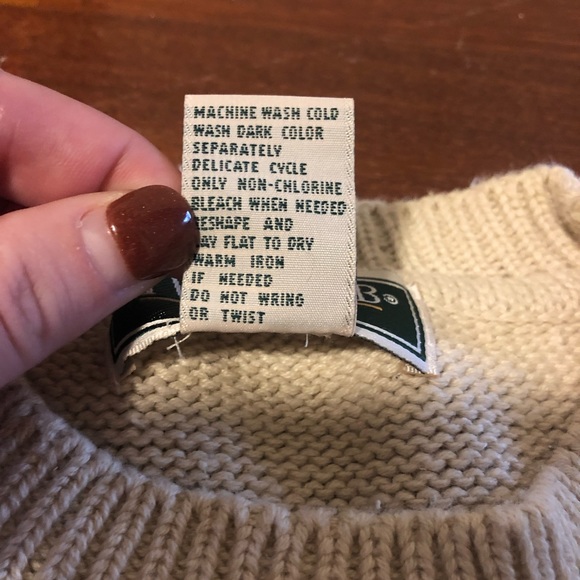 MACHINE WASH COLD
WASH DARK COLOR
SEPARATELY
DELICATE CYCLE
ONLY NON-CHLORINE
BLEACH WHEN NEEDED
RESHAPE AND
LAY FLAT TO DRY
WARM IRON
IF NEEDED
DO NOT WRING
OR TWIST
B®